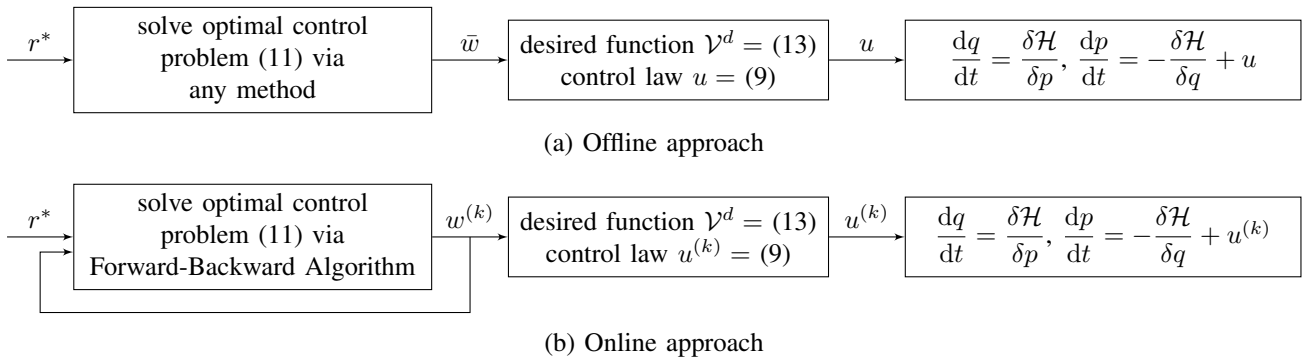 r* solve optimal control problem (11) via any method
w̄
desired function 𝒱ᵈ = (13)
control law u = (9)
u
dq/dt = δℋ/δp, dp/dt = −δℋ/δq + u
(a) Offline approach
r* solve optimal control problem (11) via Forward-Backward Algorithm
w⁽ᵏ⁾
desired function 𝒱ᵈ = (13)
control law u⁽ᵏ⁾ = (9)
u⁽ᵏ⁾
dq/dt = δℋ/δp, dp/dt = −δℋ/δq + u⁽ᵏ⁾
(b) Online approach